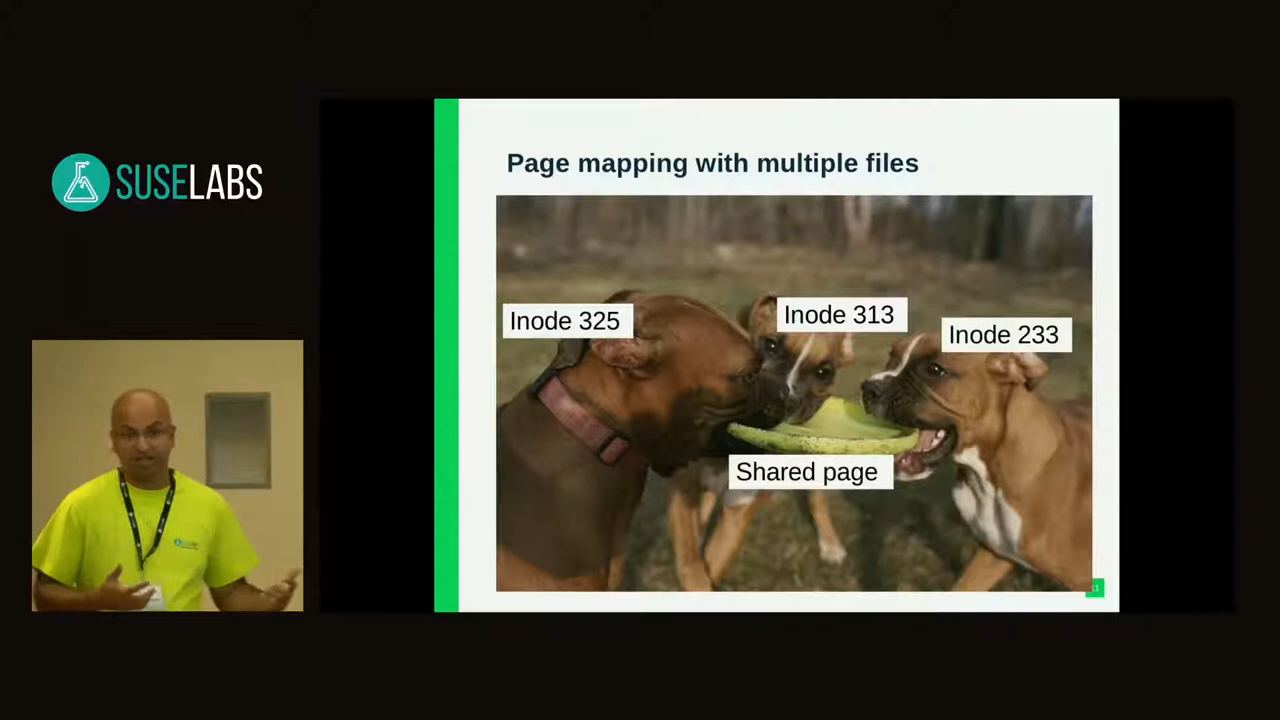 SUSELABS
Page mapping with multiple files
Inode 325
Inode 313
Inode 233
Shared page